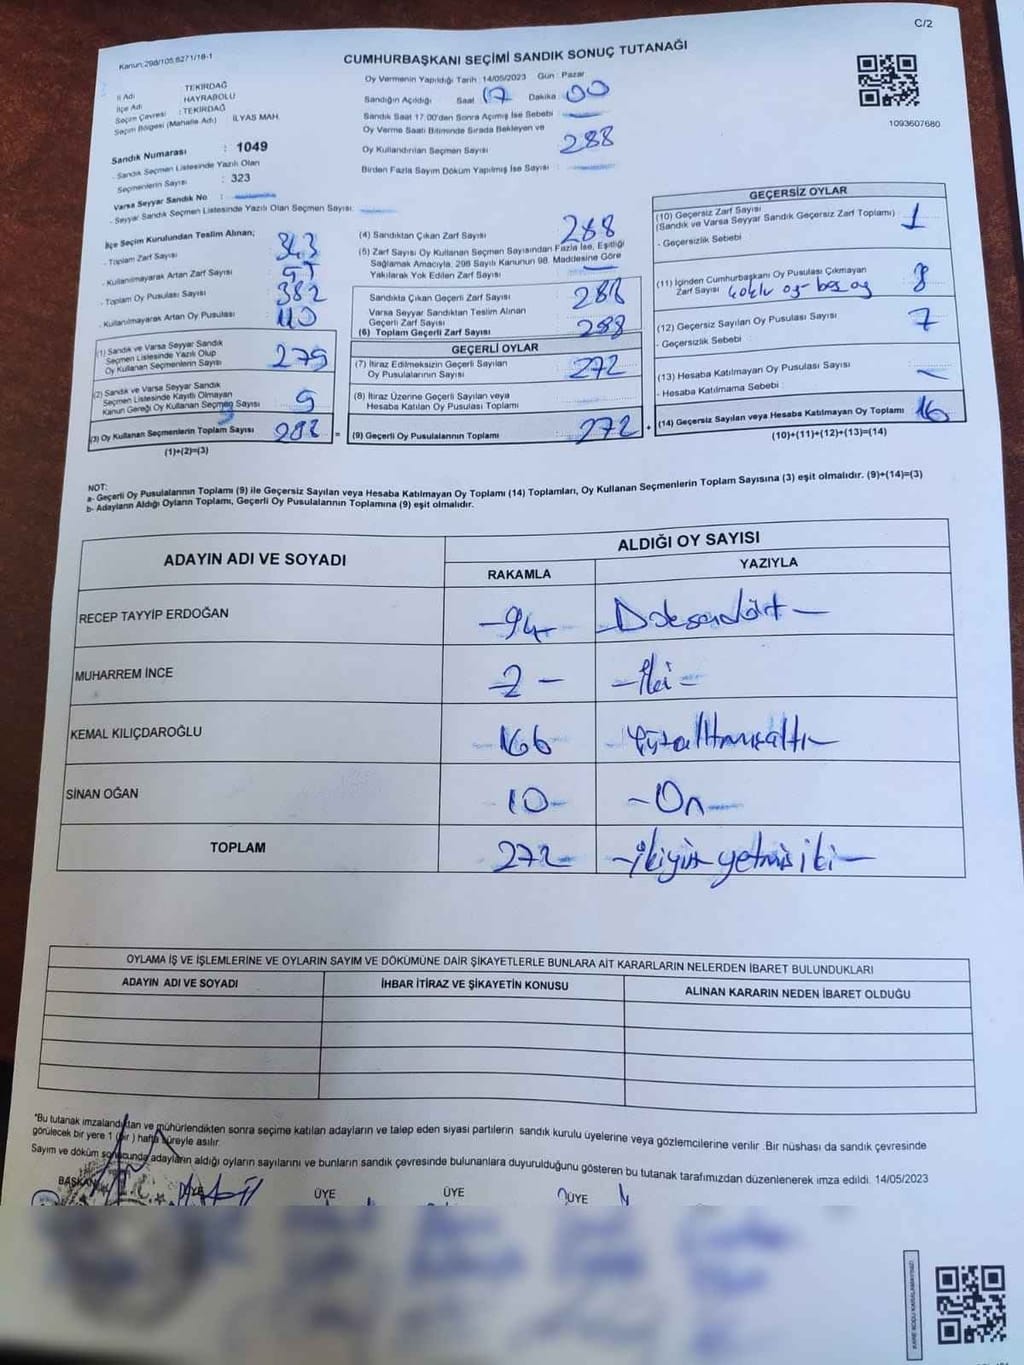 C/2
Kanun:298/105,6271/18-1
CUMHURBAŞKANI SEÇİMİ SANDIK SONUÇ TUTANAĞI
İl Adı : TEKİRDAĞ
İlçe Adı : HAYRABOLU
Seçim Çevresi : TEKİRDAĞ
Seçim Bölgesi (Mahalle Adı) : İLYAS MAH.
Oy Vermenin Yapıldığı Tarih : 14/05/2023 Gün : Pazar
Sandığın Açıldığı Saat 17 Dakika 00
Sandık Saat 17.00'den Sonra Açılmış İse Sebebi :
Oy Verme Saati Bitiminde Sırada Bekleyen ve
Oy Kullandırılan Seçmen Sayısı : 288
Birden Fazla Sayım Döküm Yapılmış İse Sayısı :
1093607680
Sandık Numarası : 1049
- Sandık Seçmen Listesinde Yazılı Olan
Seçmenlerin Sayısı : 323
Varsa Seyyar Sandık No :
- Seyyar Sandık Seçmen Listesinde Yazılı Olan Seçmen Sayısı:
İlçe Seçim Kurulundan Teslim Alınan;
- Toplam Zarf Sayısı : 343
- Kullanılmayarak Artan Zarf Sayısı :
- Toplam Oy Pusulası Sayısı : 382
- Kullanılmayarak Artan Oy Pusulası : 110
(1) Sandık ve Varsa Seyyar Sandık
Seçmen Listesinde Yazılı Olup
Oy Kullanan Seçmenlerin Sayısı : 279
(2) Sandık ve Varsa Seyyar Sandık
Seçmen Listesinde Kayıtlı Olmayan
Kanun Gereği Oy Kullanan Seçmen Sayısı : 9
(3) Oy Kullanan Seçmenlerin Toplam Sayısı
(1)+(2)=(3)
(4) Sandıktan Çıkan Zarf Sayısı : 288
(5) Zarf Sayısı Oy Kullanan Seçmen Sayısından Fazla İse, Eşitliği
Sağlamak Amacıyla, 298 Sayılı Kanunun 98. Maddesine Göre
Yakılarak Yok Edilen Zarf Sayısı :
Sandıkta Çıkan Geçerli Zarf Sayısı : 288
Varsa Seyyar Sandıktan Teslim Alınan
Geçerli Zarf Sayısı
(6) Toplam Geçerli Zarf Sayısı : 288
GEÇERLİ OYLAR
(7) İtiraz Edilmeksizin Geçerli Sayılan
Oy Pusulalarının Sayısı : 272
(8) İtiraz Üzerine Geçerli Sayılan veya
Hesaba Katılan Oy Pusulası Toplamı :
= (9) Geçerli Oy Pusulalarının Toplamı : 272 +
GEÇERSİZ OYLAR
(10) Geçersiz Zarf Sayısı
(Sandık ve Varsa Seyyar Sandık Geçersiz Zarf Toplamı) : 1
- Geçersizlik Sebebi :
(11) İçinden Cumhurbaşkanı Oy Pusulası Çıkmayan
Zarf Sayısı 8
(12) Geçersiz Sayılan Oy Pusulası Sayısı : 7
- Geçersizlik Sebebi :
(13) Hesaba Katılmayan Oy Pusulası Sayısı :
- Hesaba Katılmama Sebebi :
(14) Geçersiz Sayılan veya Hesaba Katılmayan Oy Toplamı : 16
(10)+(11)+(12)+(13)=(14)
NOT:
a- Geçerli Oy Pusulalarının Toplamı (9) ile Geçersiz Sayılan veya Hesaba Katılmayan Oy Toplamı (14) Toplamları, Oy Kullanan Seçmenlerin Toplam Sayısına (3) eşit olmalıdır. (9)+(14)=(3)
b- Adayların Aldığı Oyların Toplamı, Geçerli Oy Pusulalarının Toplamına (9) eşit olmalıdır.
ADAYIN ADI VE SOYADI ALDIĞI OY SAYISI
RAKAMLA YAZIYLA
RECEP TAYYİP ERDOĞAN -94- Doksandört-
MUHARREM İNCE -2- -İki-
KEMAL KILIÇDAROĞLU -166 Yüzaltmışaltı-
SİNAN OĞAN 10- -On-
TOPLAM 272- -ikiyüz yetmiş iki-
OYLAMA İŞ VE İŞLEMLERİNE VE OYLARIN SAYIM VE DÖKÜMÜNE DAİR ŞİKAYETLERLE BUNLARA AİT KARARLARIN NELERDEN İBARET BULUNDUKLARI
ADAYIN ADI VE SOYADI İHBAR İTİRAZ VE ŞİKAYETİN KONUSU ALINAN KARARIN NEDEN İBARET OLDUĞU
*Bu tutanak imzalandıktan ve mühürlendikten sonra seçime katılan adayların ve talep eden siyasi partilerin sandık kurulu üyelerine veya gözlemcilerine verilir .Bir nüshası da sandık çevresinde
görülecek bir yere 1 (bir ) hafta süreyle asılır.
Sayım ve döküm sonucunda adayların aldığı oyların sayılarını ve bunların sandık çevresinde bulunanlara duyurulduğunu gösteren bu tutanak tarafımızdan düzenlenerek imza edildi. 14/05/2023
BAŞKAN ÜYE ÜYE ÜYE ÜYE